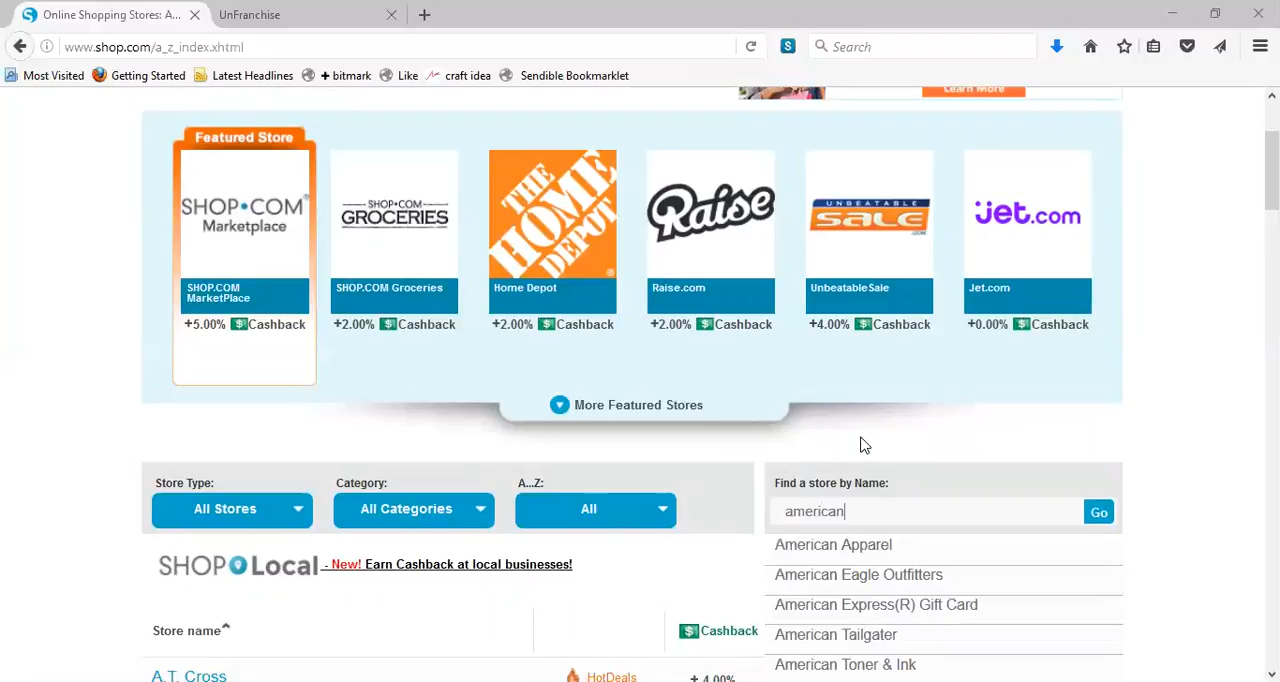 Online Shopping Stores: A...
UnFranchise
www.shop.com/a_z_index.xhtml
S
Search
Most Visited
Getting Started
Latest Headlines
+ bitmark
Like
craft idea
Sendible Bookmarklet
Learn More
Featured Store
SHOP•COM®
Marketplace
SHOP.COM
MarketPlace
+5.00% $Cashback
SHOP•COM
GROCERIES
SHOP.COM Groceries
+2.00% $Cashback
THE
HOME
DEPOT
Home Depot
+2.00% $Cashback
Raise
Raise.com
+2.00% $Cashback
UNBEATABLE
SALE
.COM
UnbeatableSale
+4.00% $Cashback
Jet.com
Jet.com
+0.00% $Cashback
More Featured Stores
Store Type:
All Stores
Category:
All Categories
A...Z:
All
Find a store by Name:
american
Go
American Apparel
American Eagle Outfitters
American Express(R) Gift Card
American Tailgater
American Toner & Ink
SHOP Local - New! Earn Cashback at local businesses!
Store name
$Cashback
A.T. Cross
HotDeals
+ 4.00%